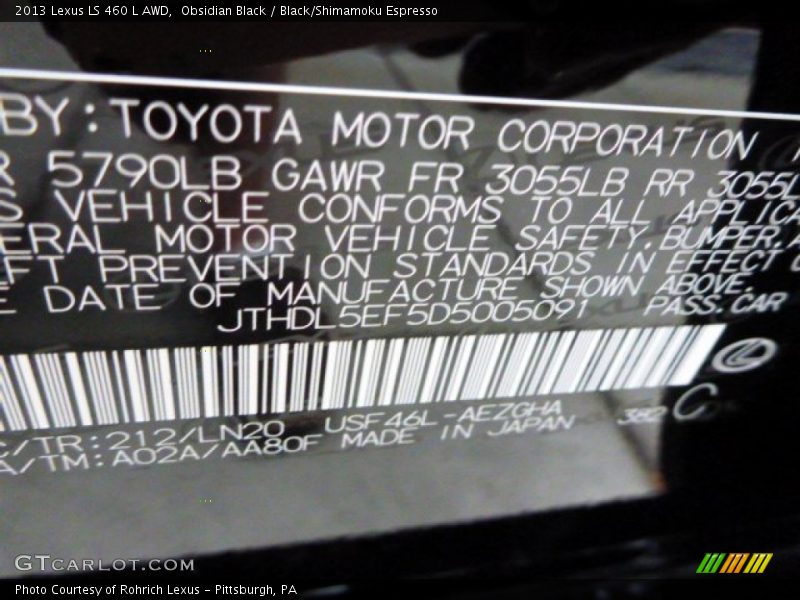 2013 Lexus LS 460 L AWD, Obsidian Black / Black/Shimamoku Espresso
BY:TOYOTA MOTOR CORPORATION
R 5790LB GAWR FR 3055LB RR 3055L
S VEHICLE CONFORMS TO ALL APPLICA
ERAL MOTOR VEHICLE SAFETY.BUMPER.A
EFT PREVENTION STANDARDS IN EFFECT
E DATE OF MANUFACTURE SHOWN ABOVE.
JTHDL5EF5D5005091 PASS.CAR
C/TR:212/LN20 USF46L-AEZGHA 382 C
A/TM:A02A/AA80F MADE IN JAPAN
GTCARLOT.COM
Photo Courtesy of Rohrich Lexus - Pittsburgh, PA